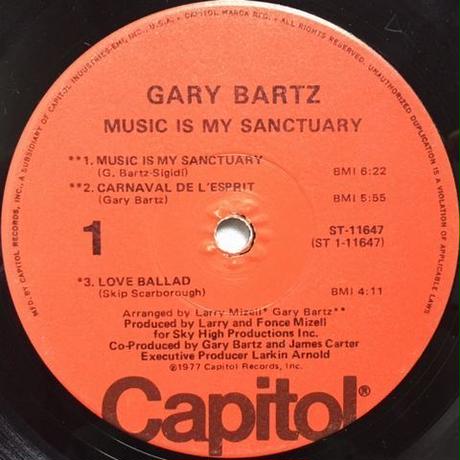 MFD. BY CAPITOL RECORDS, INC., A SUBSIDIARY OF CAPITOL INDUSTRIES-EMI, INC., U.S.A. • CAPITOL MARCA REG. • ALL RIGHTS RESERVED. UNAUTHORIZED DUPLICATION IS A VIOLATION OF APPLICABLE LAWS
GARY BARTZ
MUSIC IS MY SANCTUARY
**1. MUSIC IS MY SANCTUARY
(G. Bartz-Sigidi) BMI 6:22
**2. CARNAVAL DE L'ESPRIT
(Gary Bartz) BMI 5:55
1
ST-11647
(ST 1-11647)
*3. LOVE BALLAD
(Skip Scarborough) BMI 4:11
Arranged by Larry Mizell* Gary Bartz**
Produced by Larry and Fonce Mizell
for Sky High Productions Inc.
Co-Produced by Gary Bartz and James Carter
Executive Producer Larkin Arnold
℗1977 Capitol Records, Inc.
Capitol®